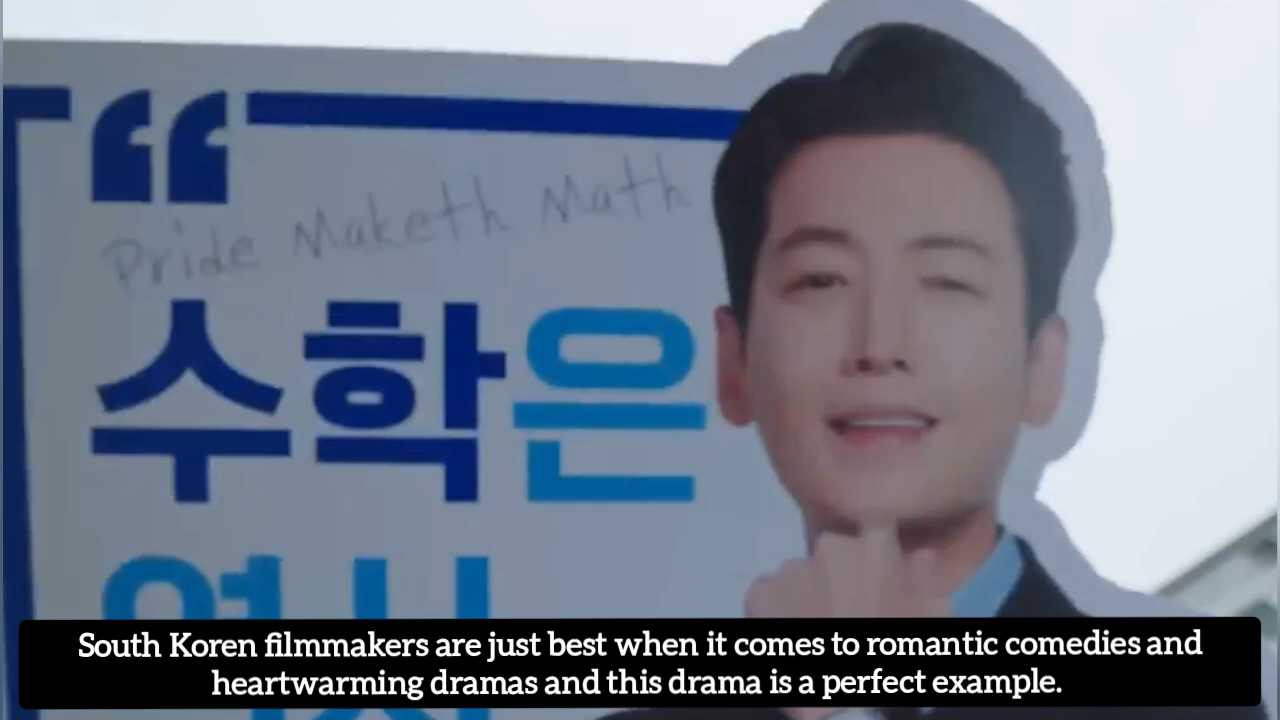 “
Pride Maketh Math
수학은
South Koren filmmakers are just best when it comes to romantic comedies and
heartwarming dramas and this drama is a perfect example.